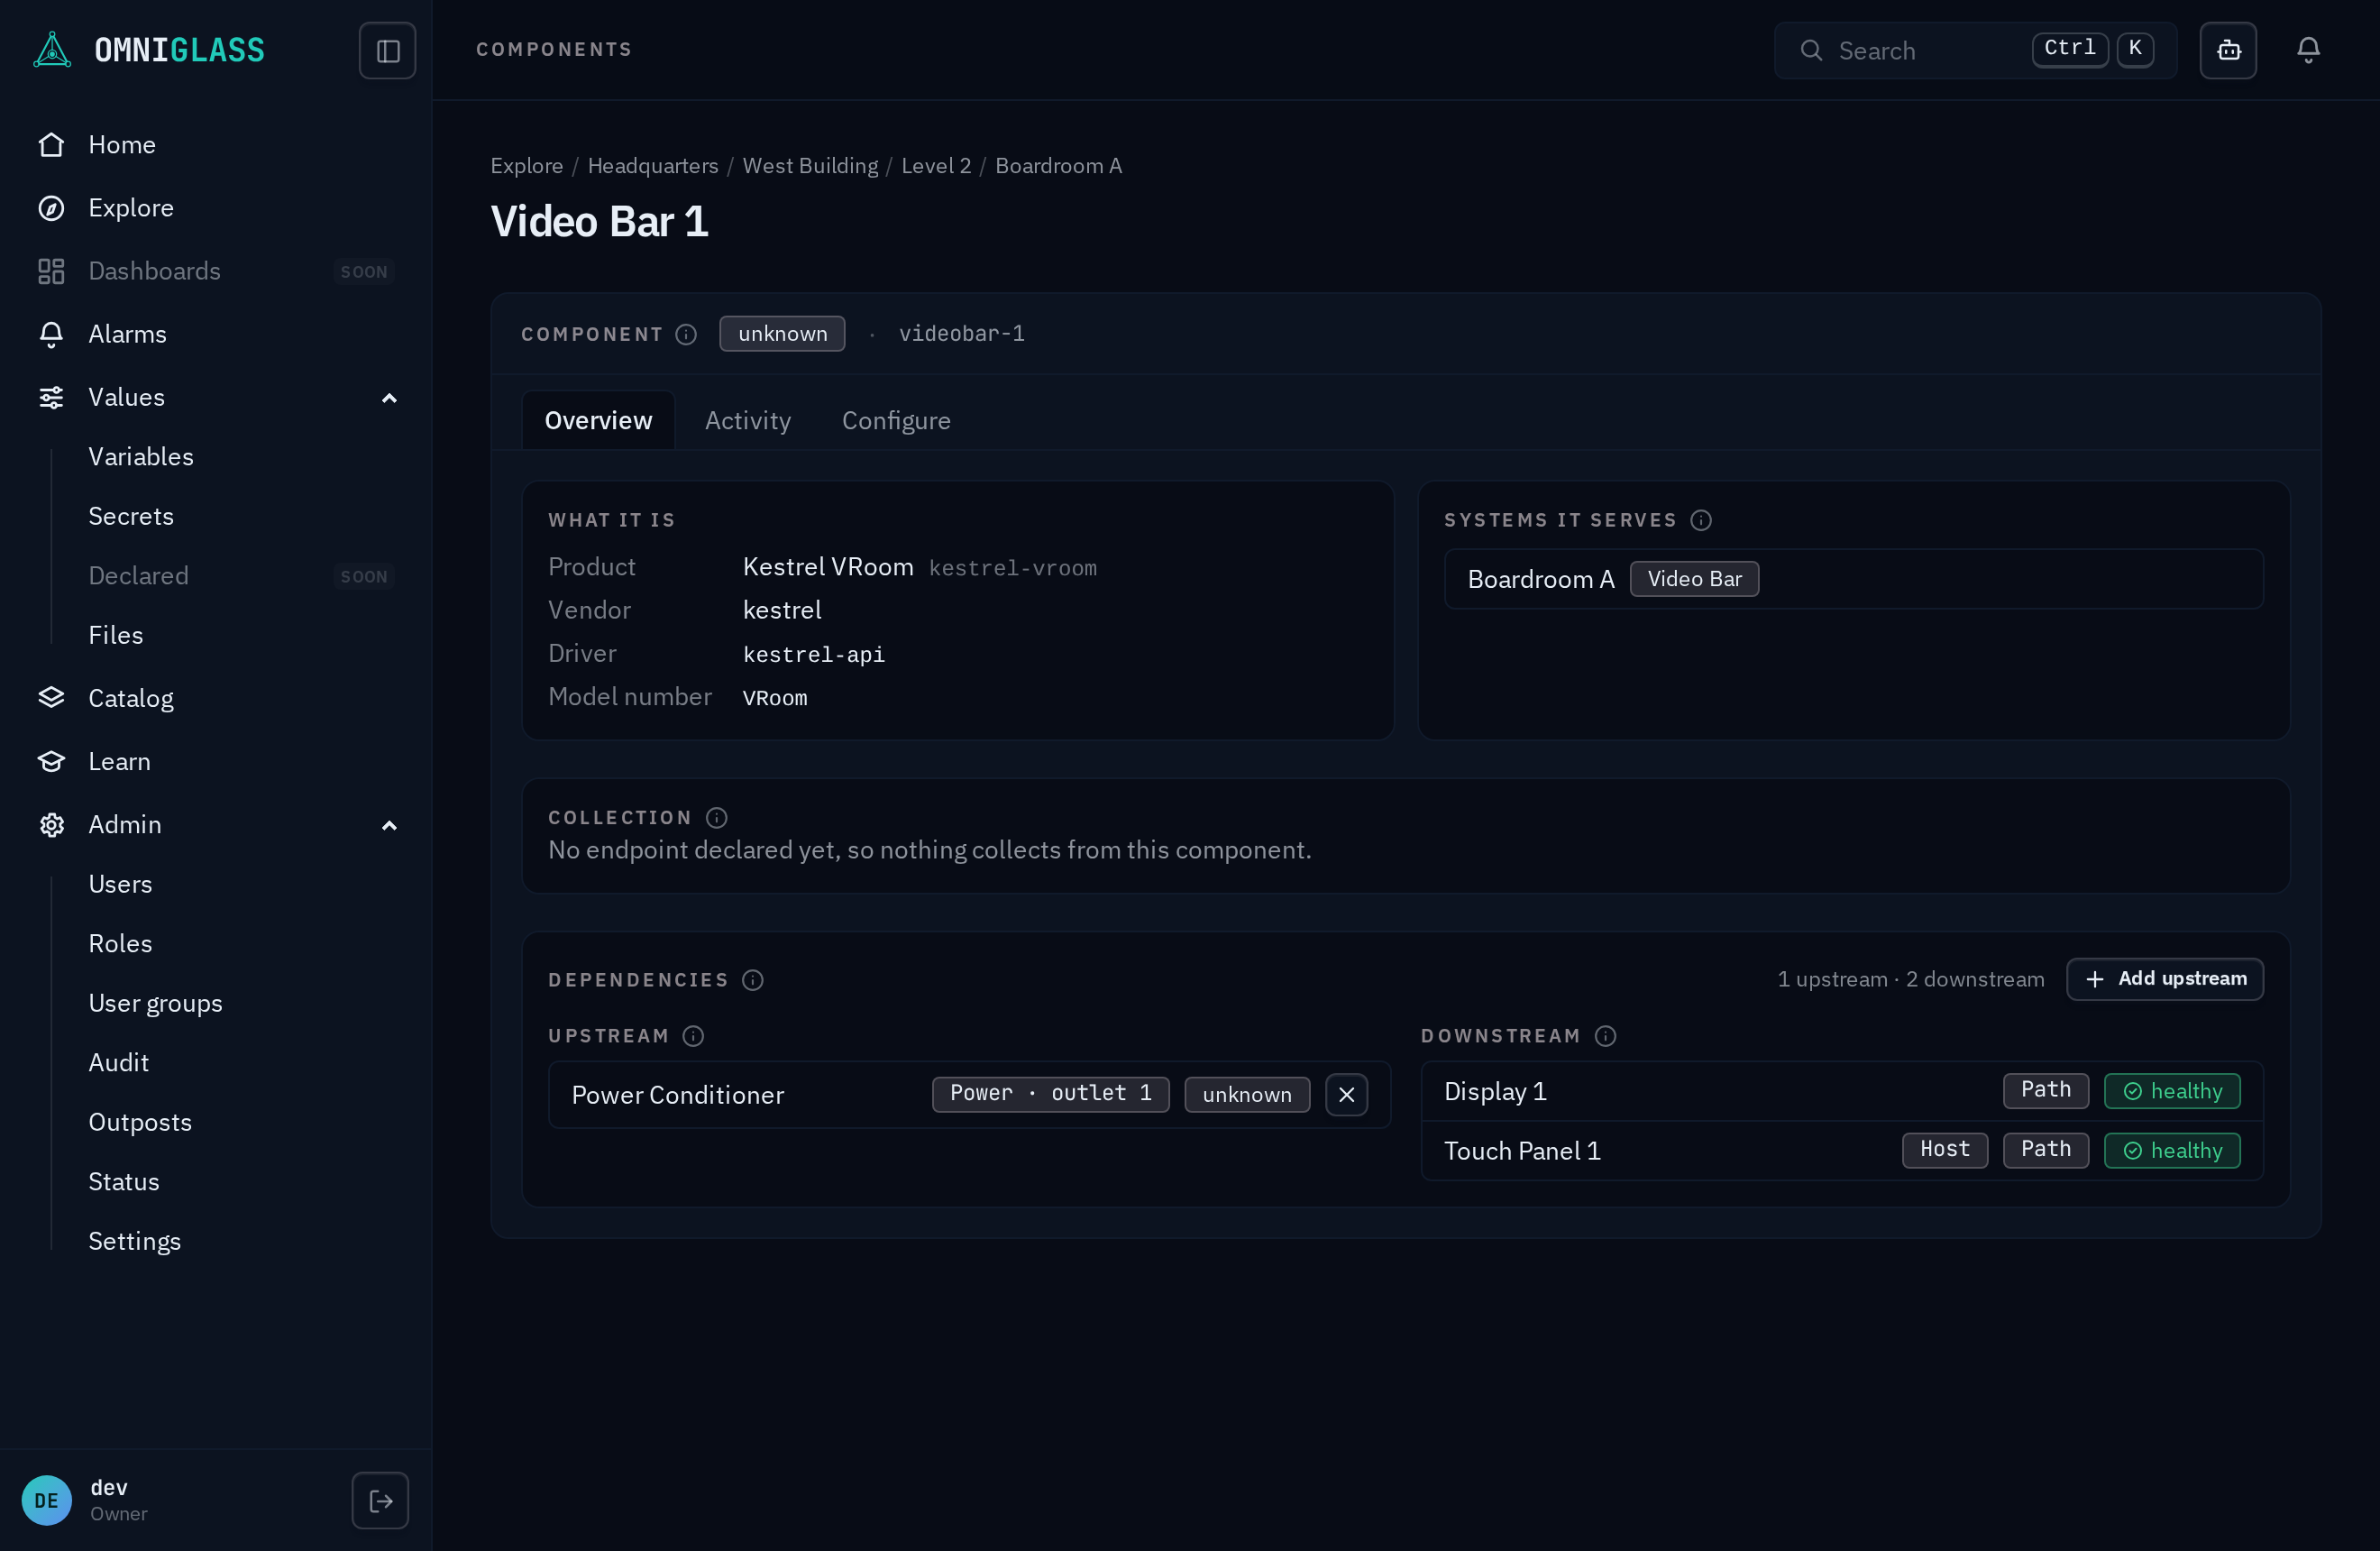 OMNIGLASS
Home
Explore
Dashboards SOON
Alarms
Values
Variables
Secrets
Declared SOON
Files
Catalog
Learn
Admin
Users
Roles
User groups
Audit
Outposts
Status
Settings
DE dev
Owner
COMPONENTS
Search Ctrl K
Explore / Headquarters / West Building / Level 2 / Boardroom A
Video Bar 1
COMPONENT unknown · videobar-1
Overview Activity Configure
WHAT IT IS
Product Kestrel VRoom kestrel-vroom
Vendor kestrel
Driver kestrel-api
Model number VRoom
SYSTEMS IT SERVES
Boardroom A Video Bar
COLLECTION
No endpoint declared yet, so nothing collects from this component.
DEPENDENCIES 1 upstream · 2 downstream Add upstream
UPSTREAM
Power Conditioner Power · outlet 1 unknown
DOWNSTREAM
Display 1 Path healthy
Touch Panel 1 Host Path healthy